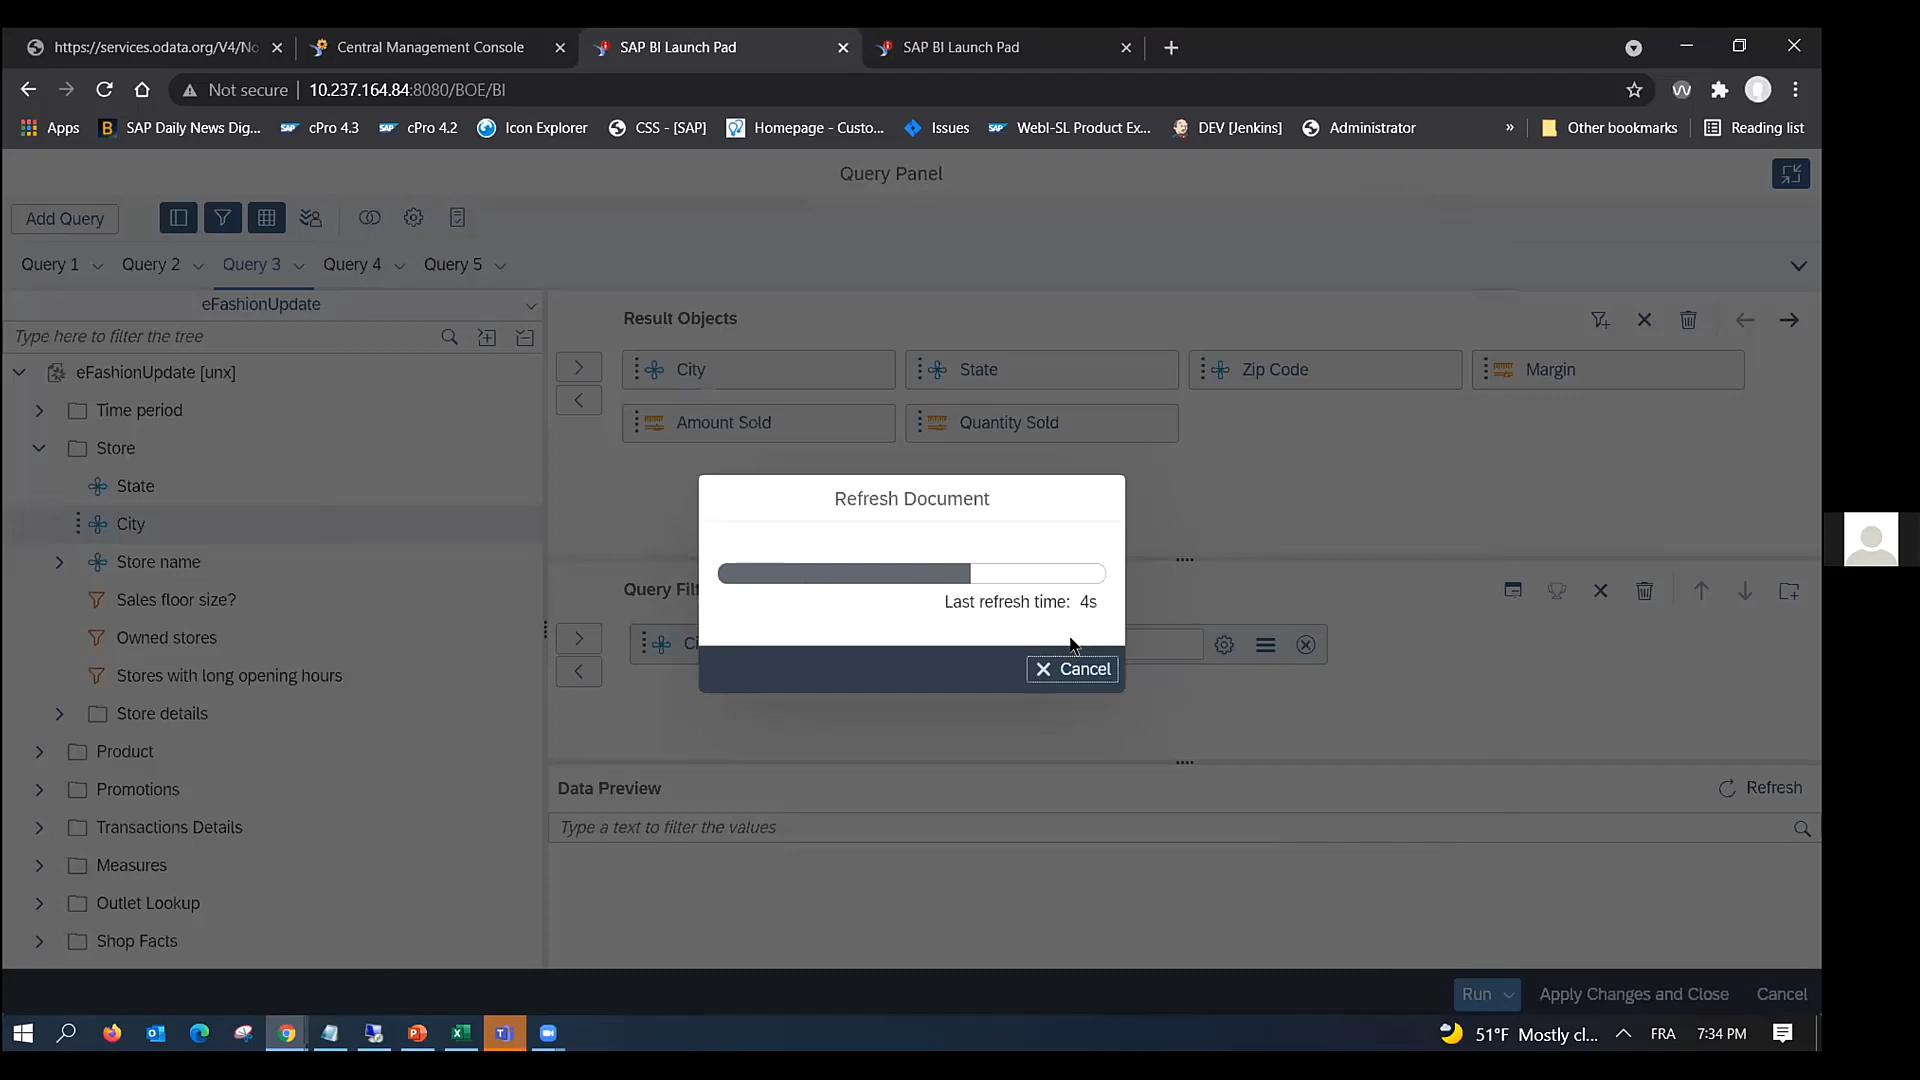 https://services.odata.org/V4/Nc
Central Management Console
SAP BI Launch Pad
SAP BI Launch Pad
Not secure
10.237.164.84:8080/BOE/BI
Apps
SAP Daily News Dig...
cPro 4.3
cPro 4.2
Icon Explorer
CSS - [SAP]
Homepage - Custo...
Issues
WebI-SL Product Ex...
DEV [Jenkins]
Administrator
»
Other bookmarks
Reading list
Query Panel
Add Query
Query 1
Query 2
Query 3
Query 4
Query 5
eFashionUpdate
Type here to filter the tree
eFashionUpdate [unx]
Time period
Store
State
City
Store name
Sales floor size?
Owned stores
Stores with long opening hours
Store details
Product
Promotions
Transactions Details
Measures
Outlet Lookup
Shop Facts
Result Objects
City
State
Zip Code
Margin
Amount Sold
Quantity Sold
Refresh Document
Last refresh time: 4s
Cancel
Query Filt
Ci
Data Preview
Refresh
Type a text to filter the values
Run
Apply Changes and Close
Cancel
51°F Mostly cl...
FRA
7:34 PM